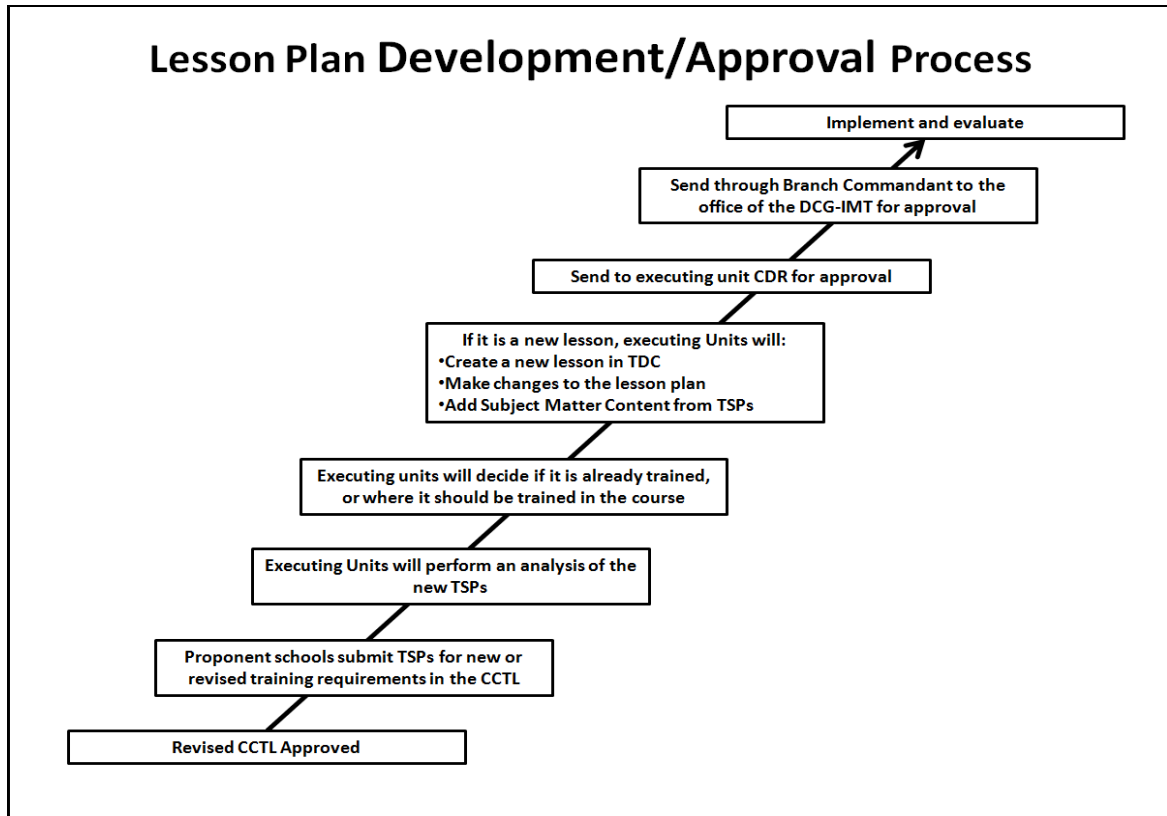 Lesson Plan Development/Approval Process
Implement and evaluate
Send through Branch Commandant to the
office of the DCG-IMT for approval
Send to executing unit CDR for approval
If it is a new lesson, executing Units will:
•Create a new lesson in TDC
•Make changes to the lesson plan
•Add Subject Matter Content from TSPs
Executing units will decide if it is already trained,
or where it should be trained in the course
Executing Units will perform an analysis of the
new TSPs
Proponent schools submit TSPs for new or
revised training requirements in the CCTL
Revised CCTL Approved